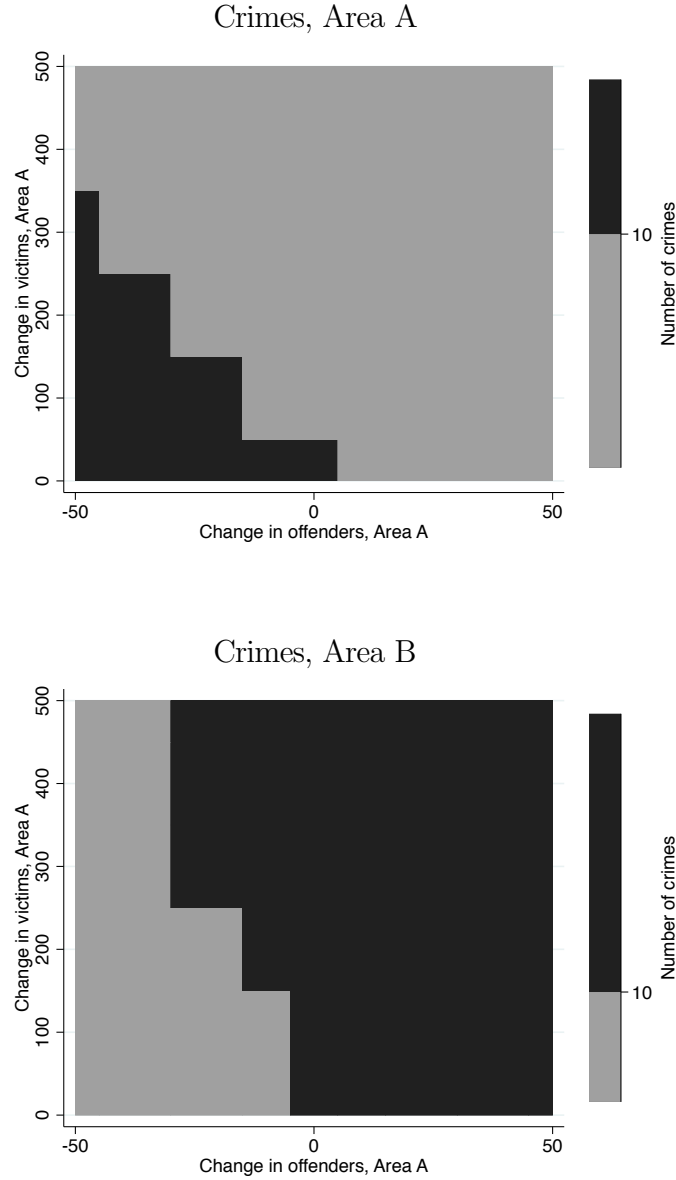 Crimes, Area A
500
400
300
200
100
0
Change in victims, Area A
-50
0
50
Change in offenders, Area A
10
Number of crimes
Crimes, Area B
500
400
300
200
100
0
Change in victims, Area A
-50
0
50
Change in offenders, Area A
10
Number of crimes